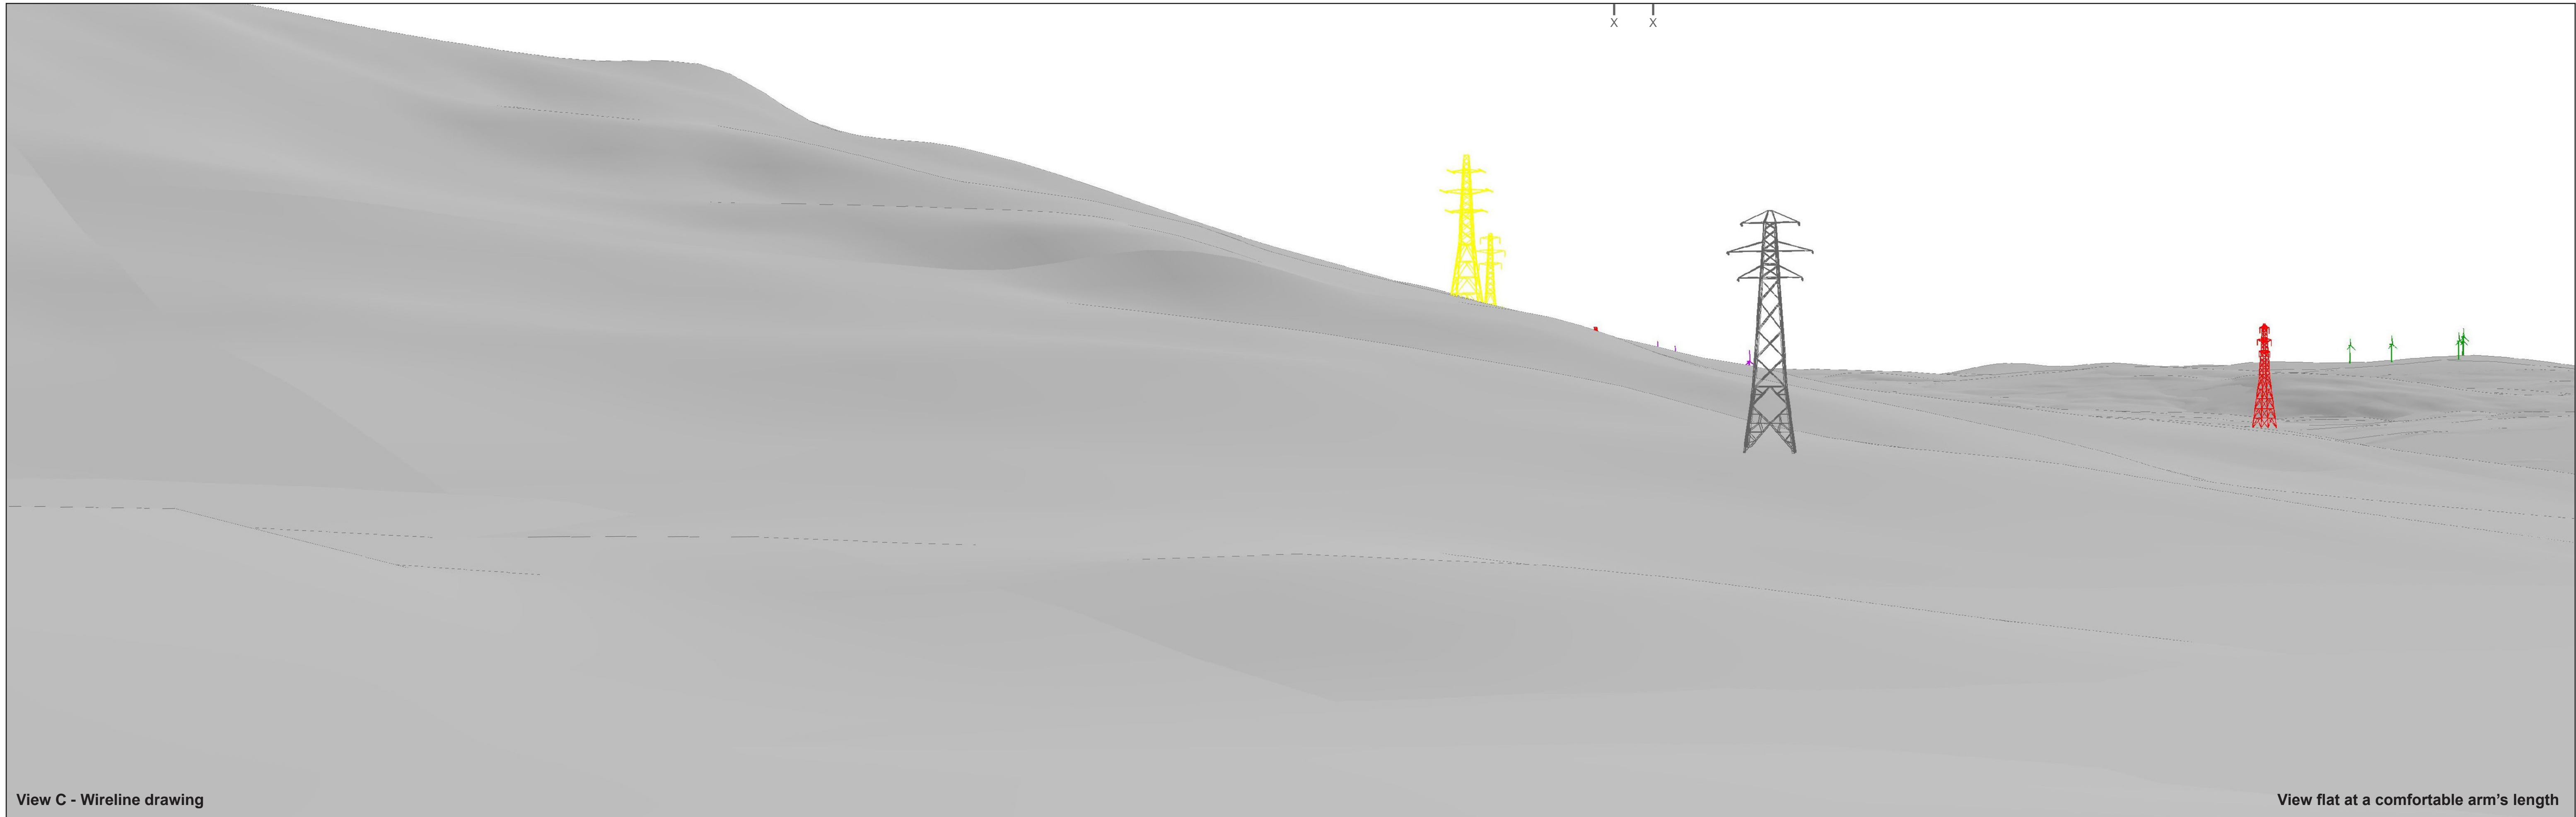 X X
View C - Wireline drawing
View flat at a comfortable arm's length